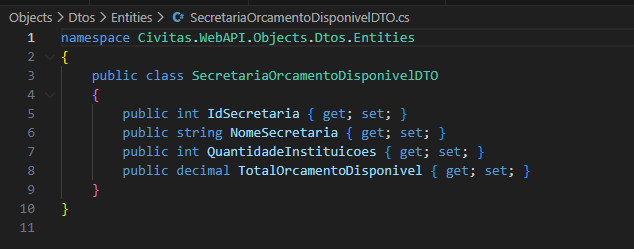 Objects > Dtos > Entities > SecretariaOrcamentoDisponivelDTO.cs
1 namespace Civitas.WebAPI.Objects.Dtos.Entities
2 {
3 public class SecretariaOrcamentoDisponivelDTO
4 {
5 public int IdSecretaria { get; set; }
6 public string NomeSecretaria { get; set; }
7 public int QuantidadeInstituicoes { get; set; }
8 public decimal TotalOrcamentoDisponivel { get; set; }
9 }
10 }
11